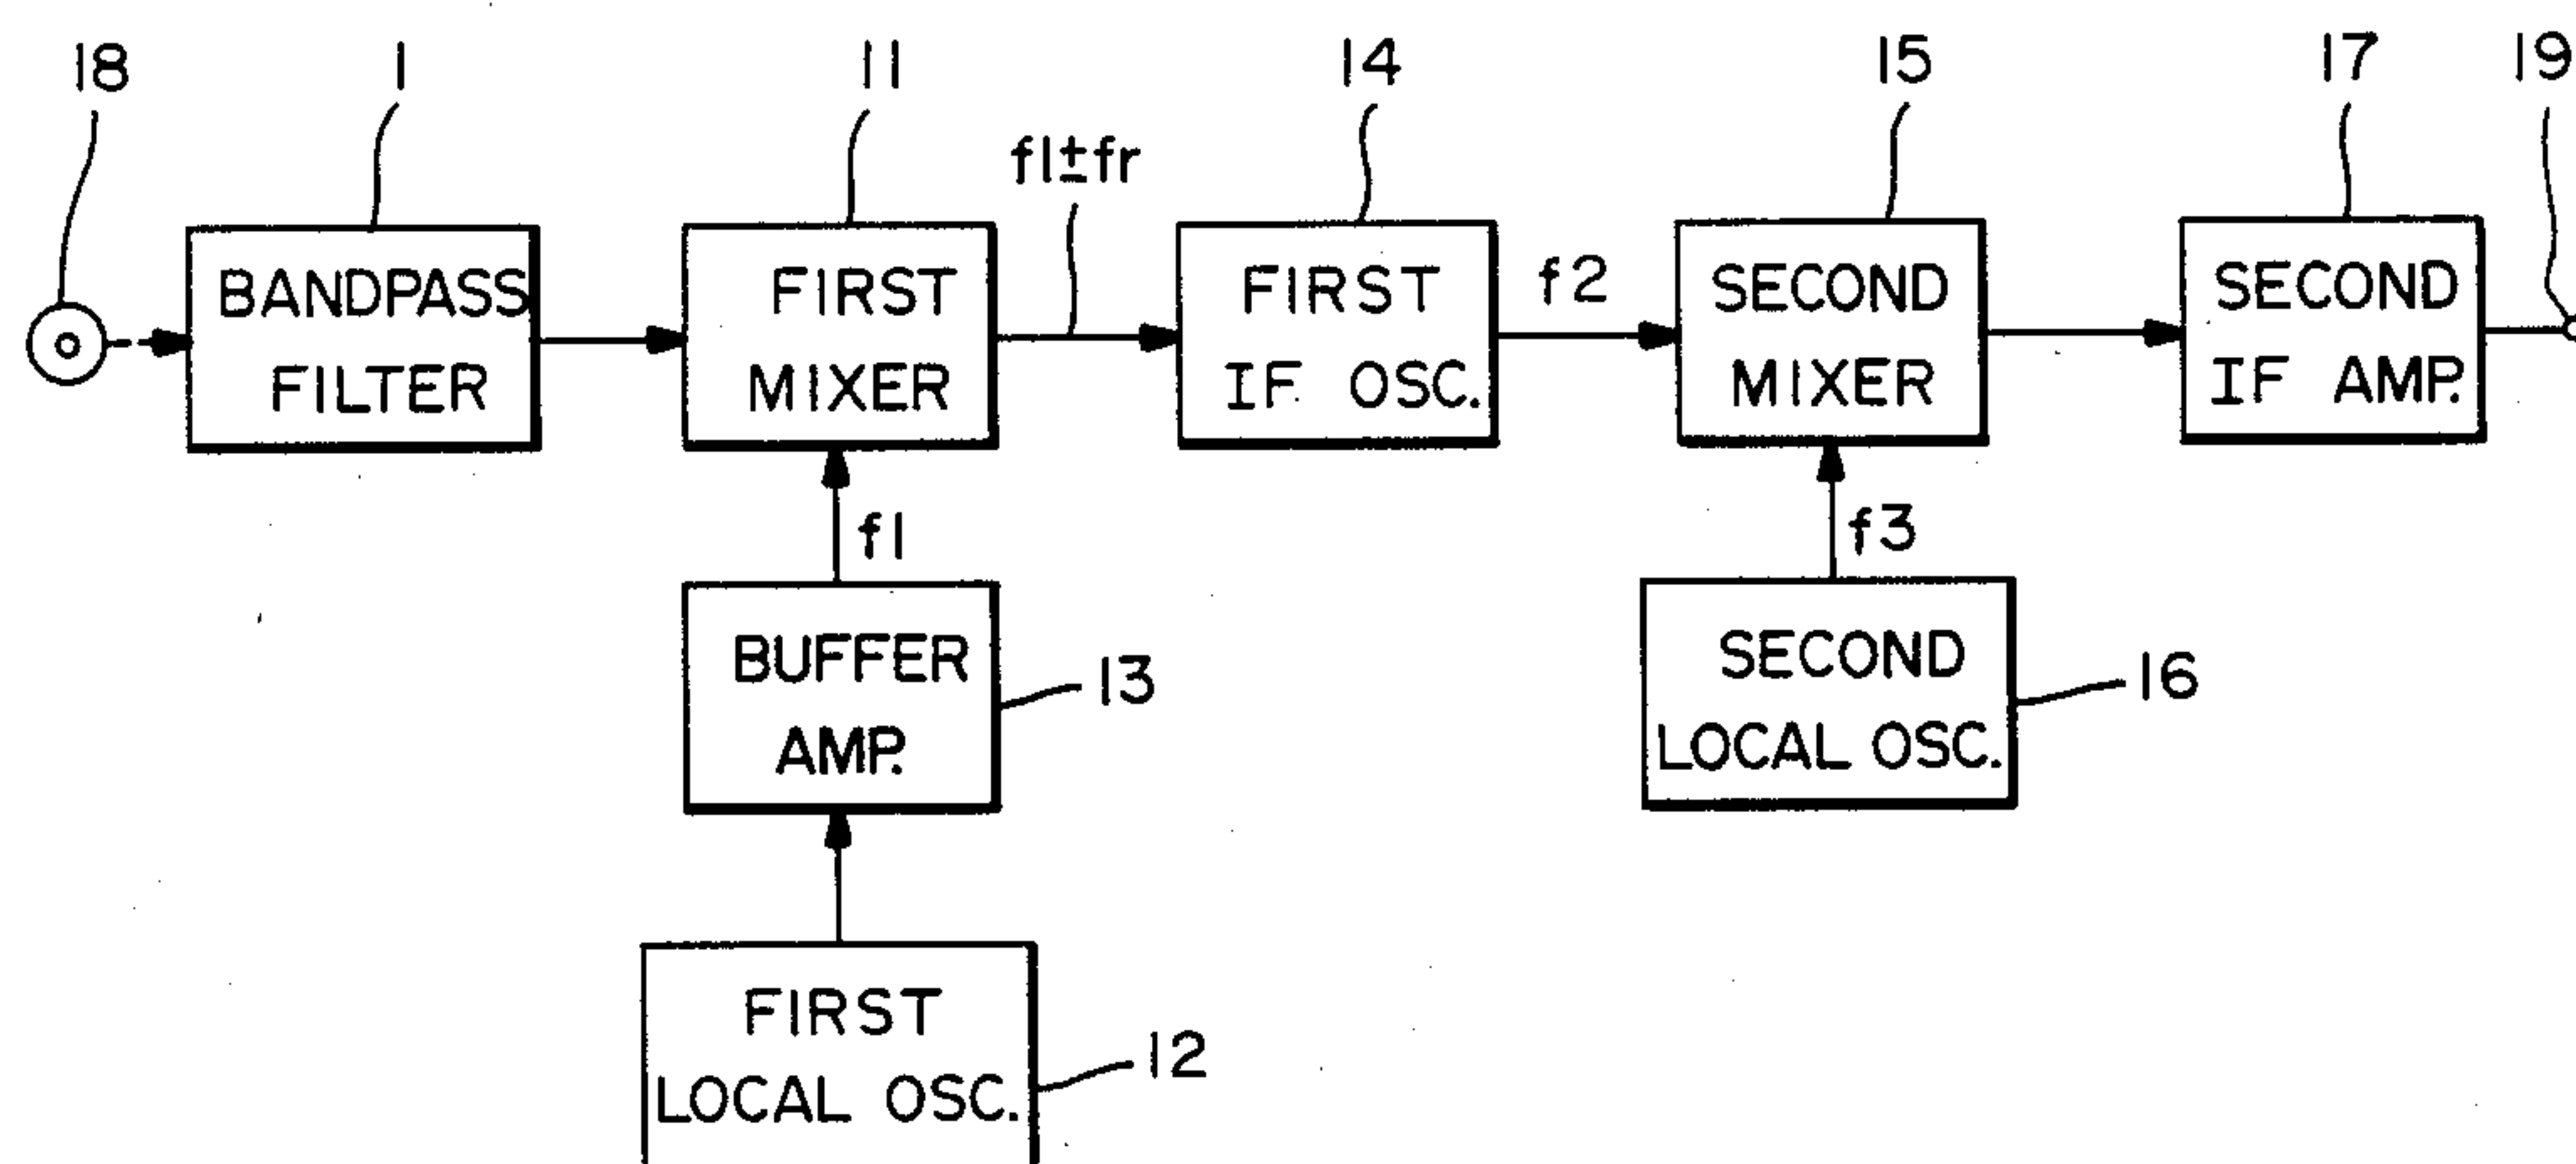 18
1
11
14
15
17
19
f1±fr
BANDPASS
FILTER
FIRST
MIXER
FIRST
IF OSC.
f2
SECOND
MIXER
SECOND
IF AMP.
f1
f3
BUFFER
AMP.
13
SECOND
LOCAL OSC.
16
FIRST
LOCAL OSC.
12